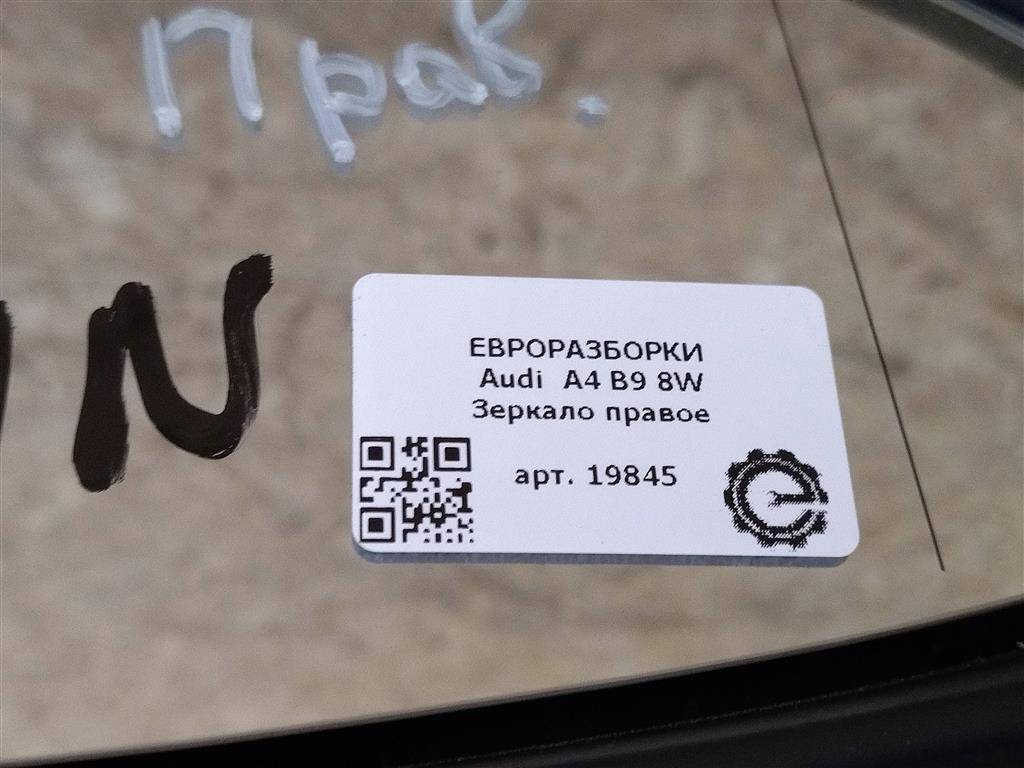 Прав.
N
ЕВРОРАЗБОРКИ
Audi A4 B9 8W
Зеркало правое
арт. 19845